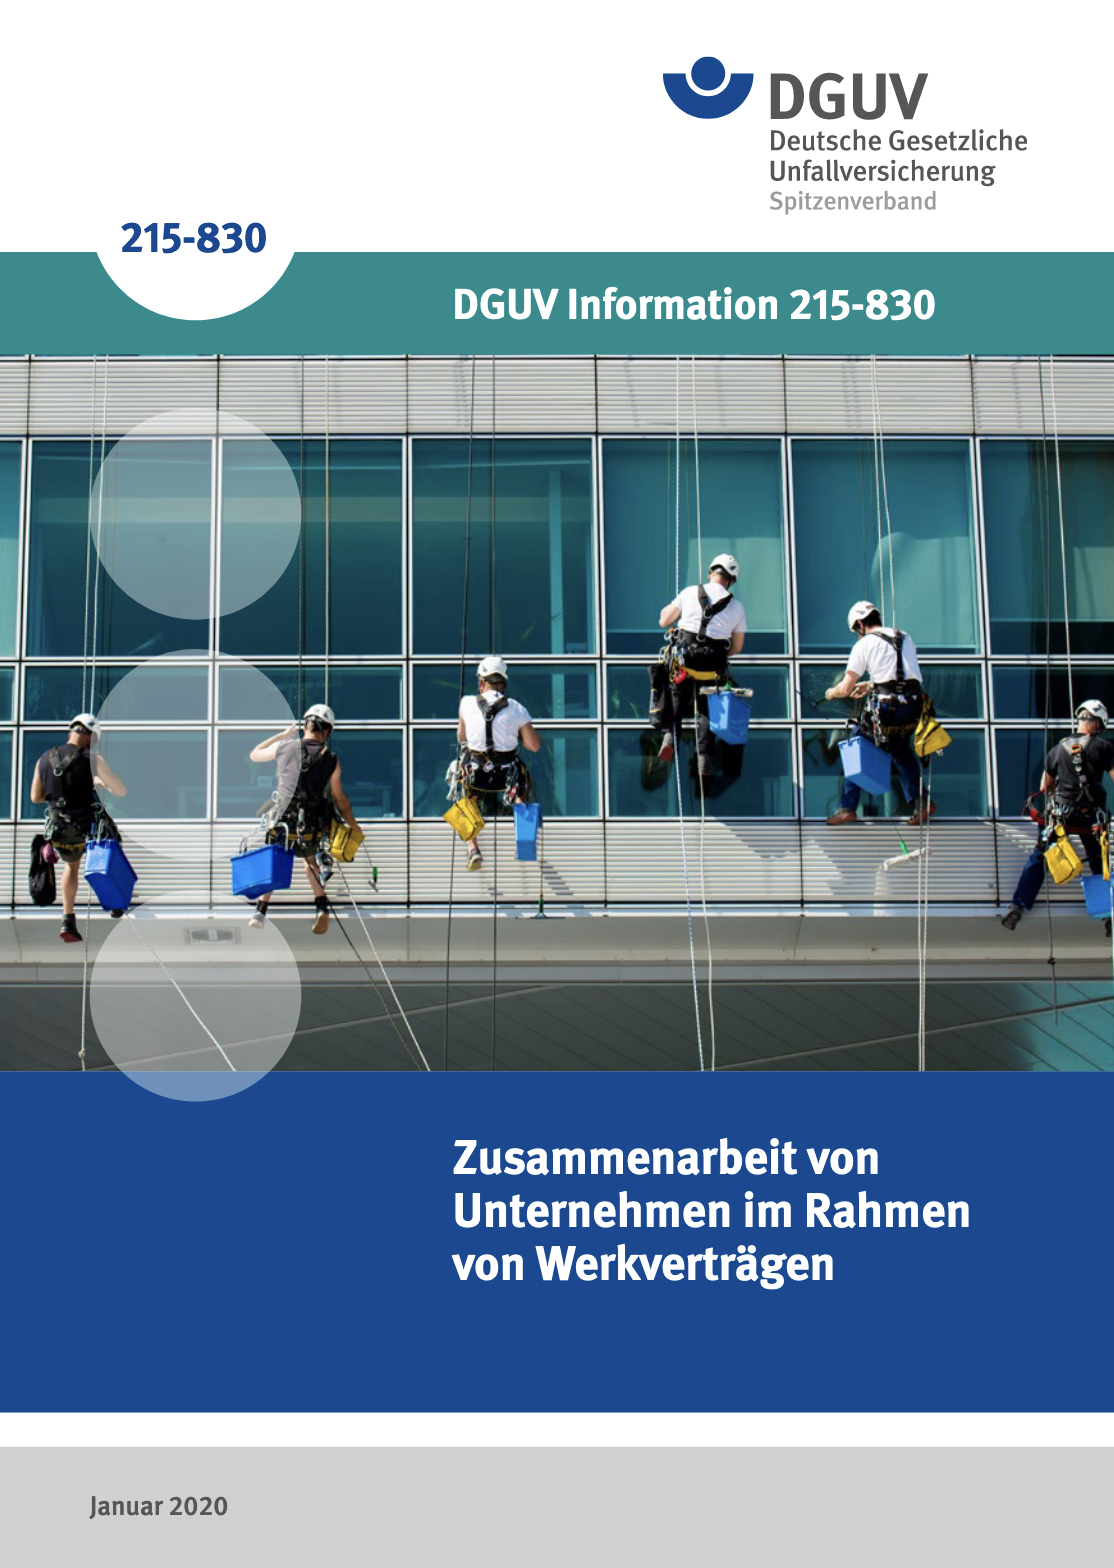 DGUV
Deutsche Gesetzliche
Unfallversicherung
Spitzenverband
215-830
DGUV Information 215-830
Zusammenarbeit von
Unternehmen im Rahmen
von Werkverträgen
Januar 2020